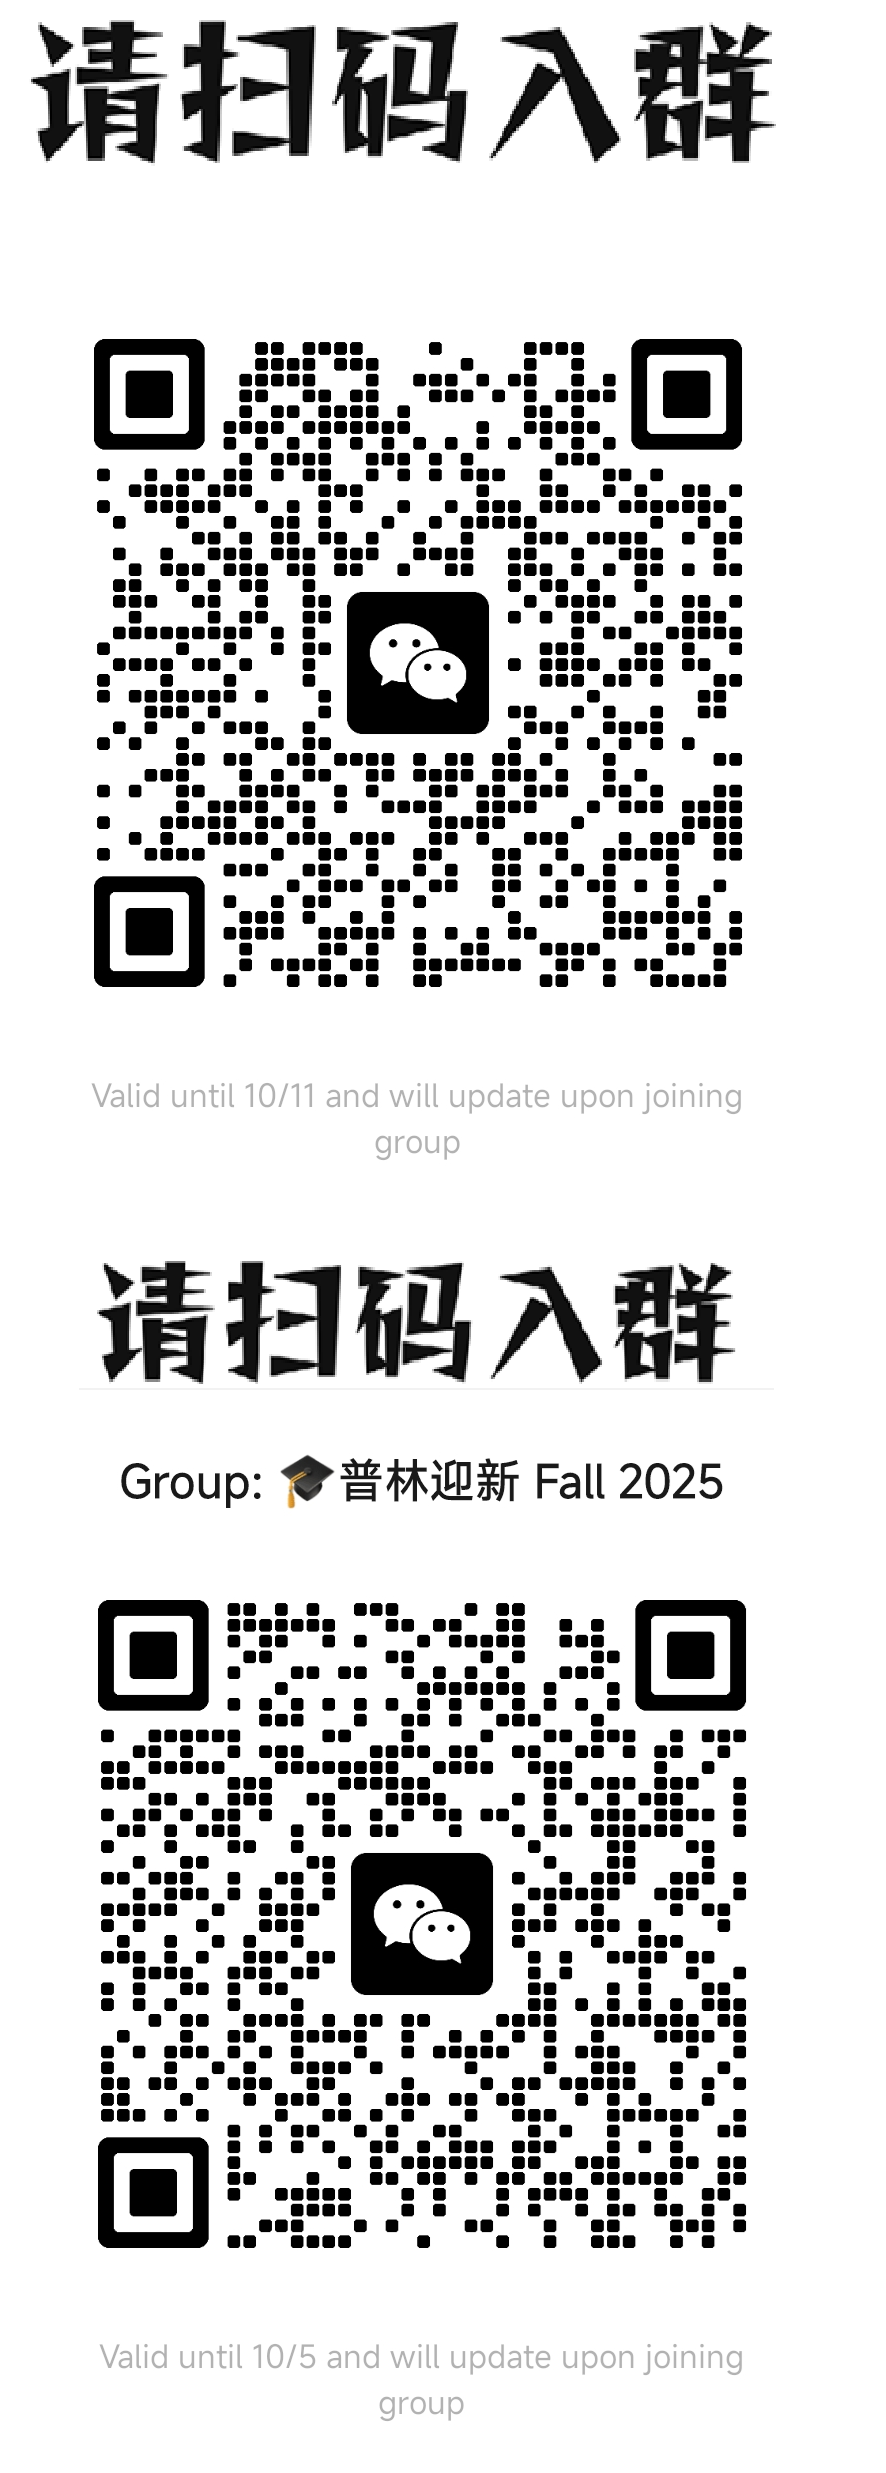 请扫码入群
Valid until 10/11 and will update upon joining
group
请扫码入群
Group: 🎓普林迎新 Fall 2025
Valid until 10/5 and will update upon joining
group